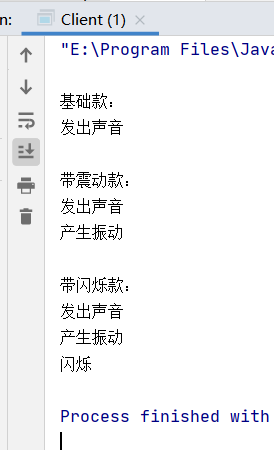 n:
Client (1)
"E:\Program Files\Java
基础款：
发出声音
带震动款：
发出声音
产生振动
带闪烁款：
发出声音
产生振动
闪烁
Process finished with